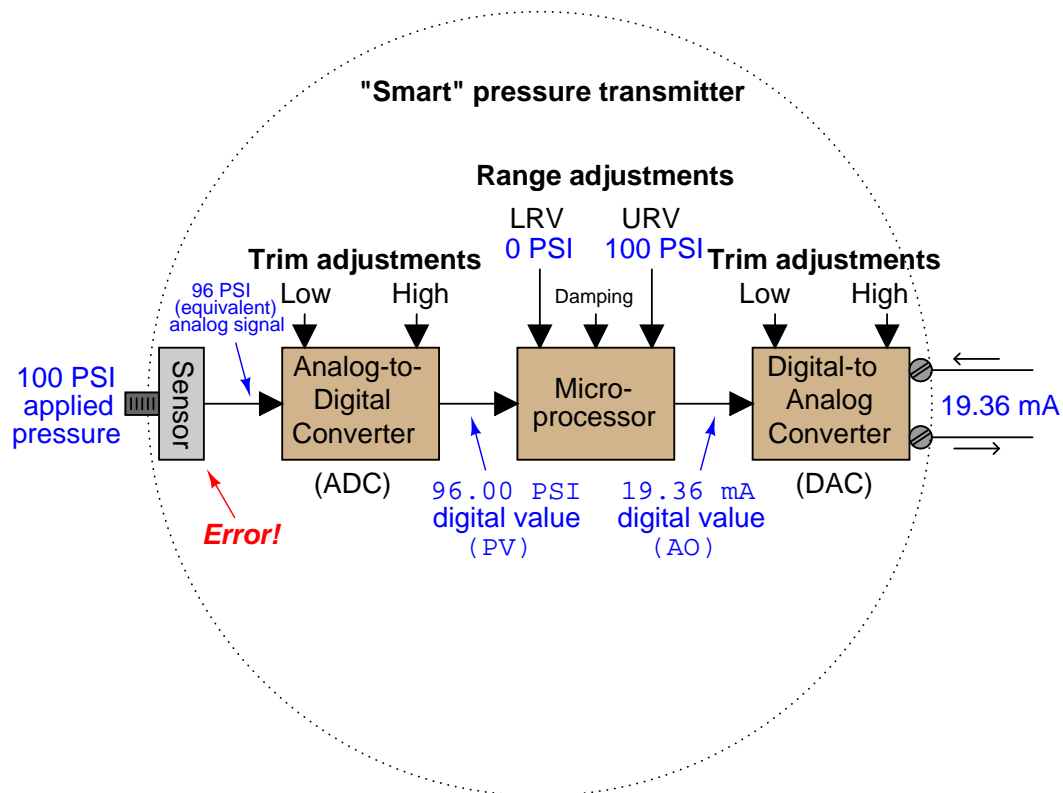 "Smart" pressure transmitter
Range adjustments
LRV
0 PSI
URV
100 PSI
Damping
Trim adjustments
Low
High
Trim adjustments
Low
High
96 PSI
(equivalent)
analog signal
100 PSI
applied
pressure
Sensor
Analog-to-
Digital
Converter
(ADC)
Micro-
processor
Digital-to
Analog
Converter
(DAC)
19.36 mA
Error!
96.00 PSI
digital value
(PV)
19.36 mA
digital value
(AO)